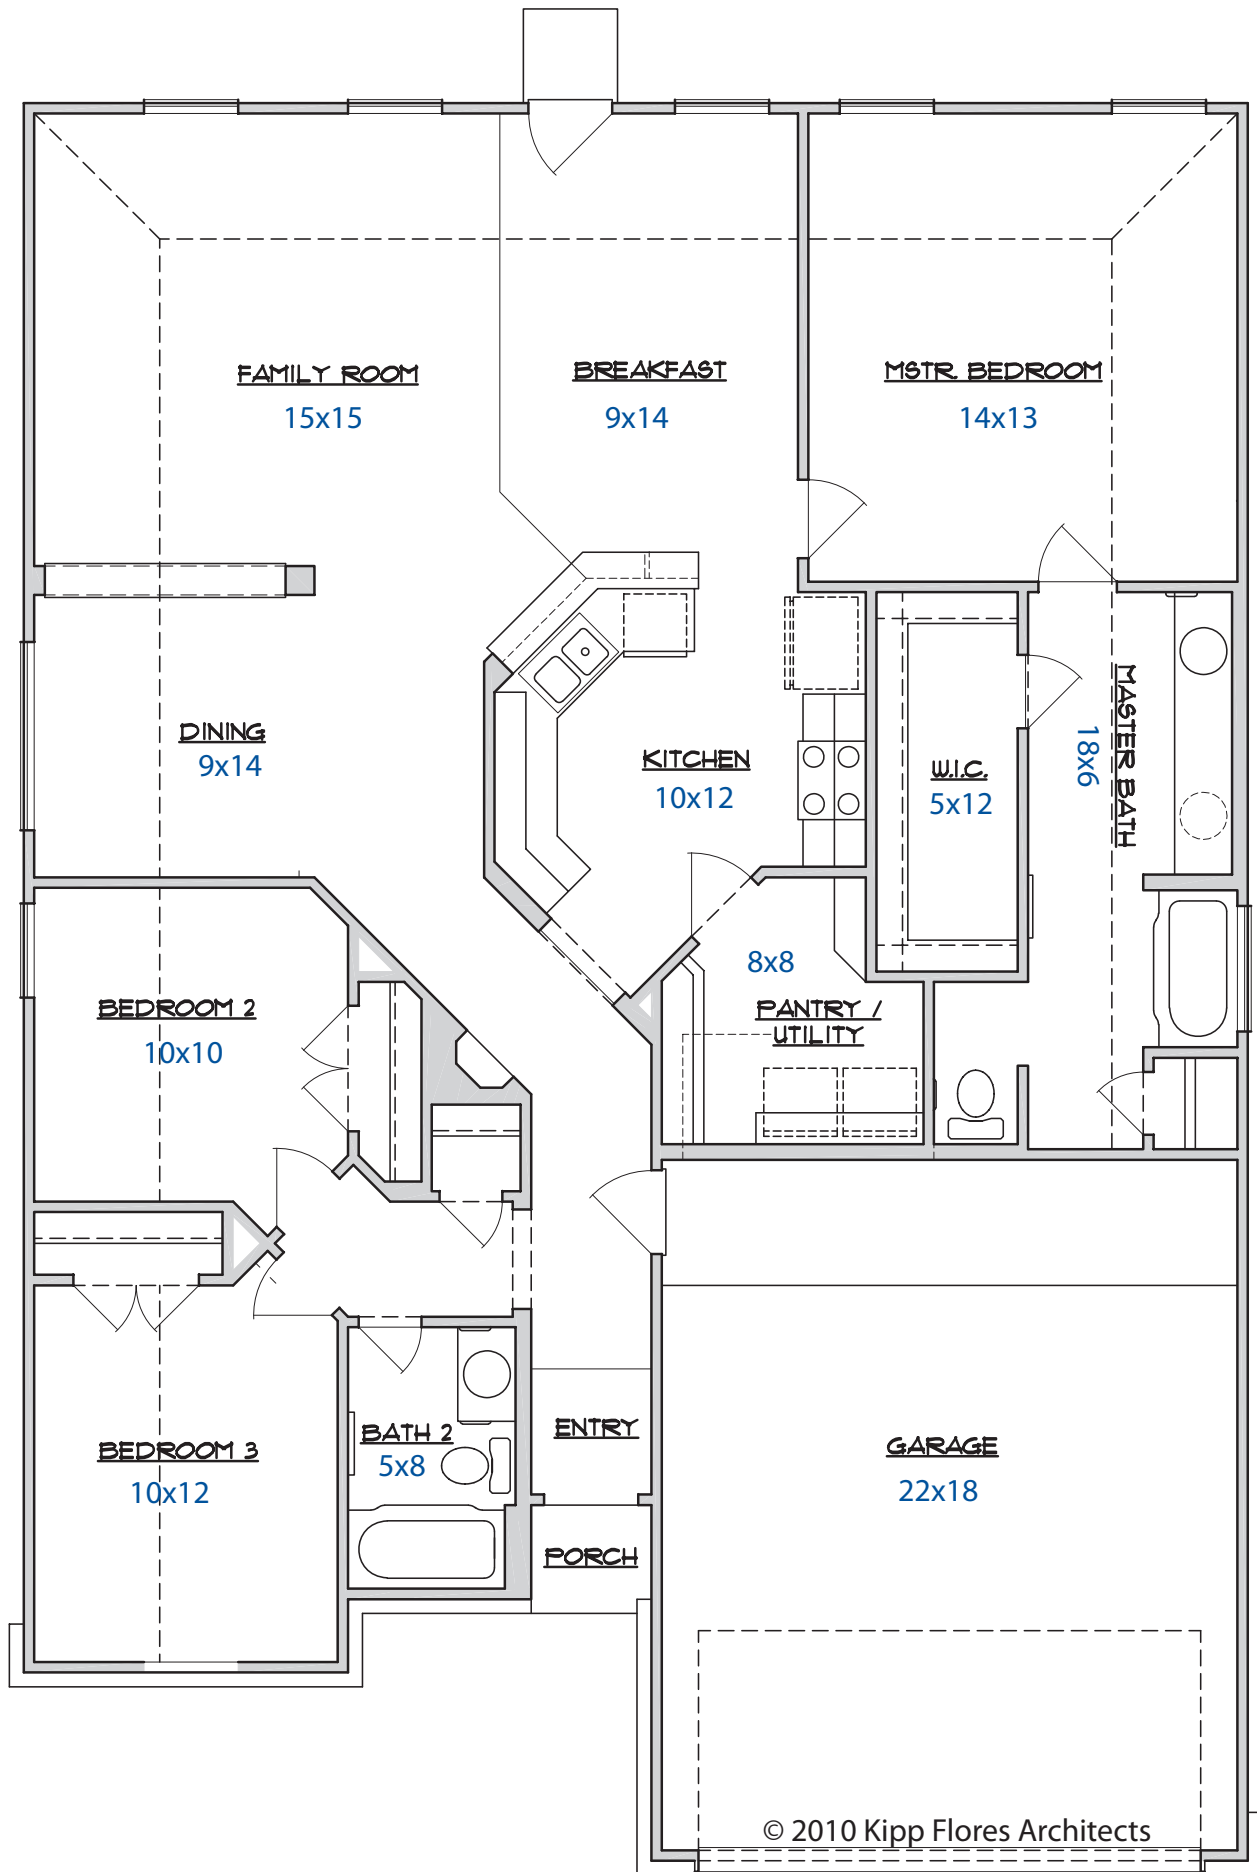 FAMILY ROOM
15x15
BREAKFAST
9x14
MSTR. BEDROOM
14x13
DINING
9x14
KITCHEN
10x12
W.I.C.
5x12
MASTER BATH
18x6
8x8
PANTRY /
UTILITY
BEDROOM 2
10x10
BEDROOM 3
10x12
BATH 2
5x8
ENTRY
PORCH
GARAGE
22x18
© 2010 Kipp Flores Architects